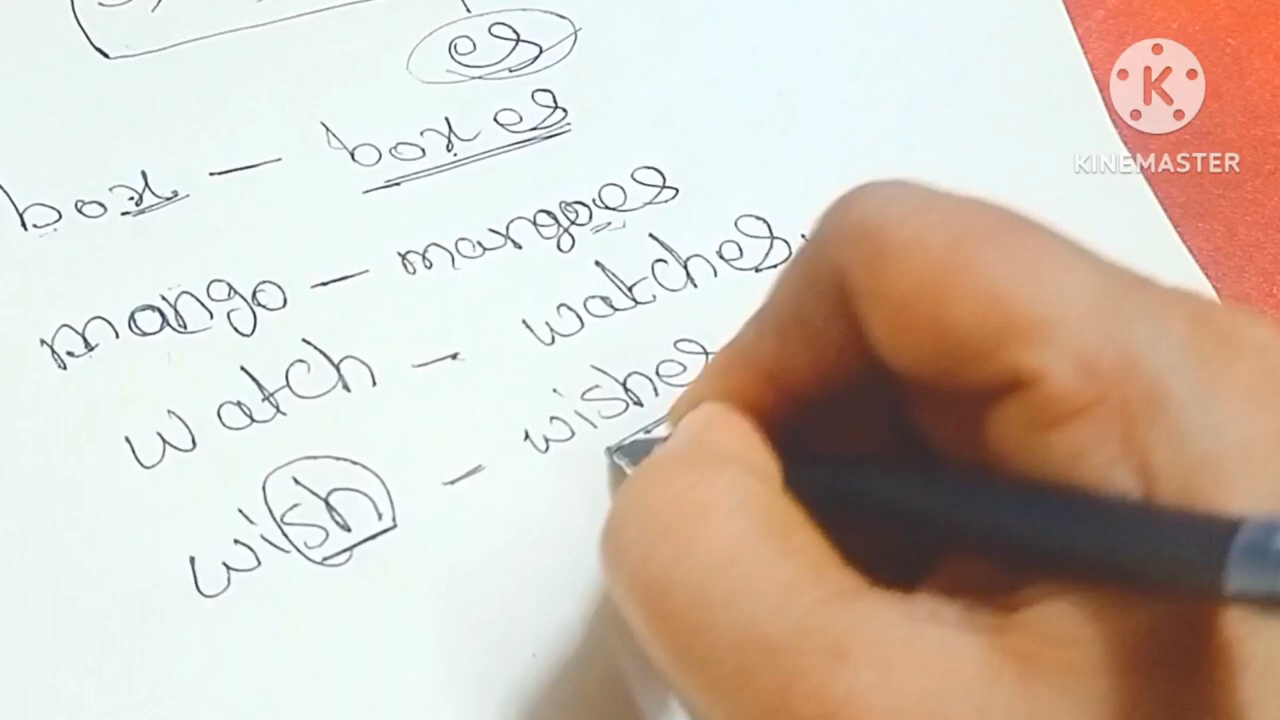 es
box — boxes
mango — mangoes
watch — watches
wish — wishes
K
KINEMASTER